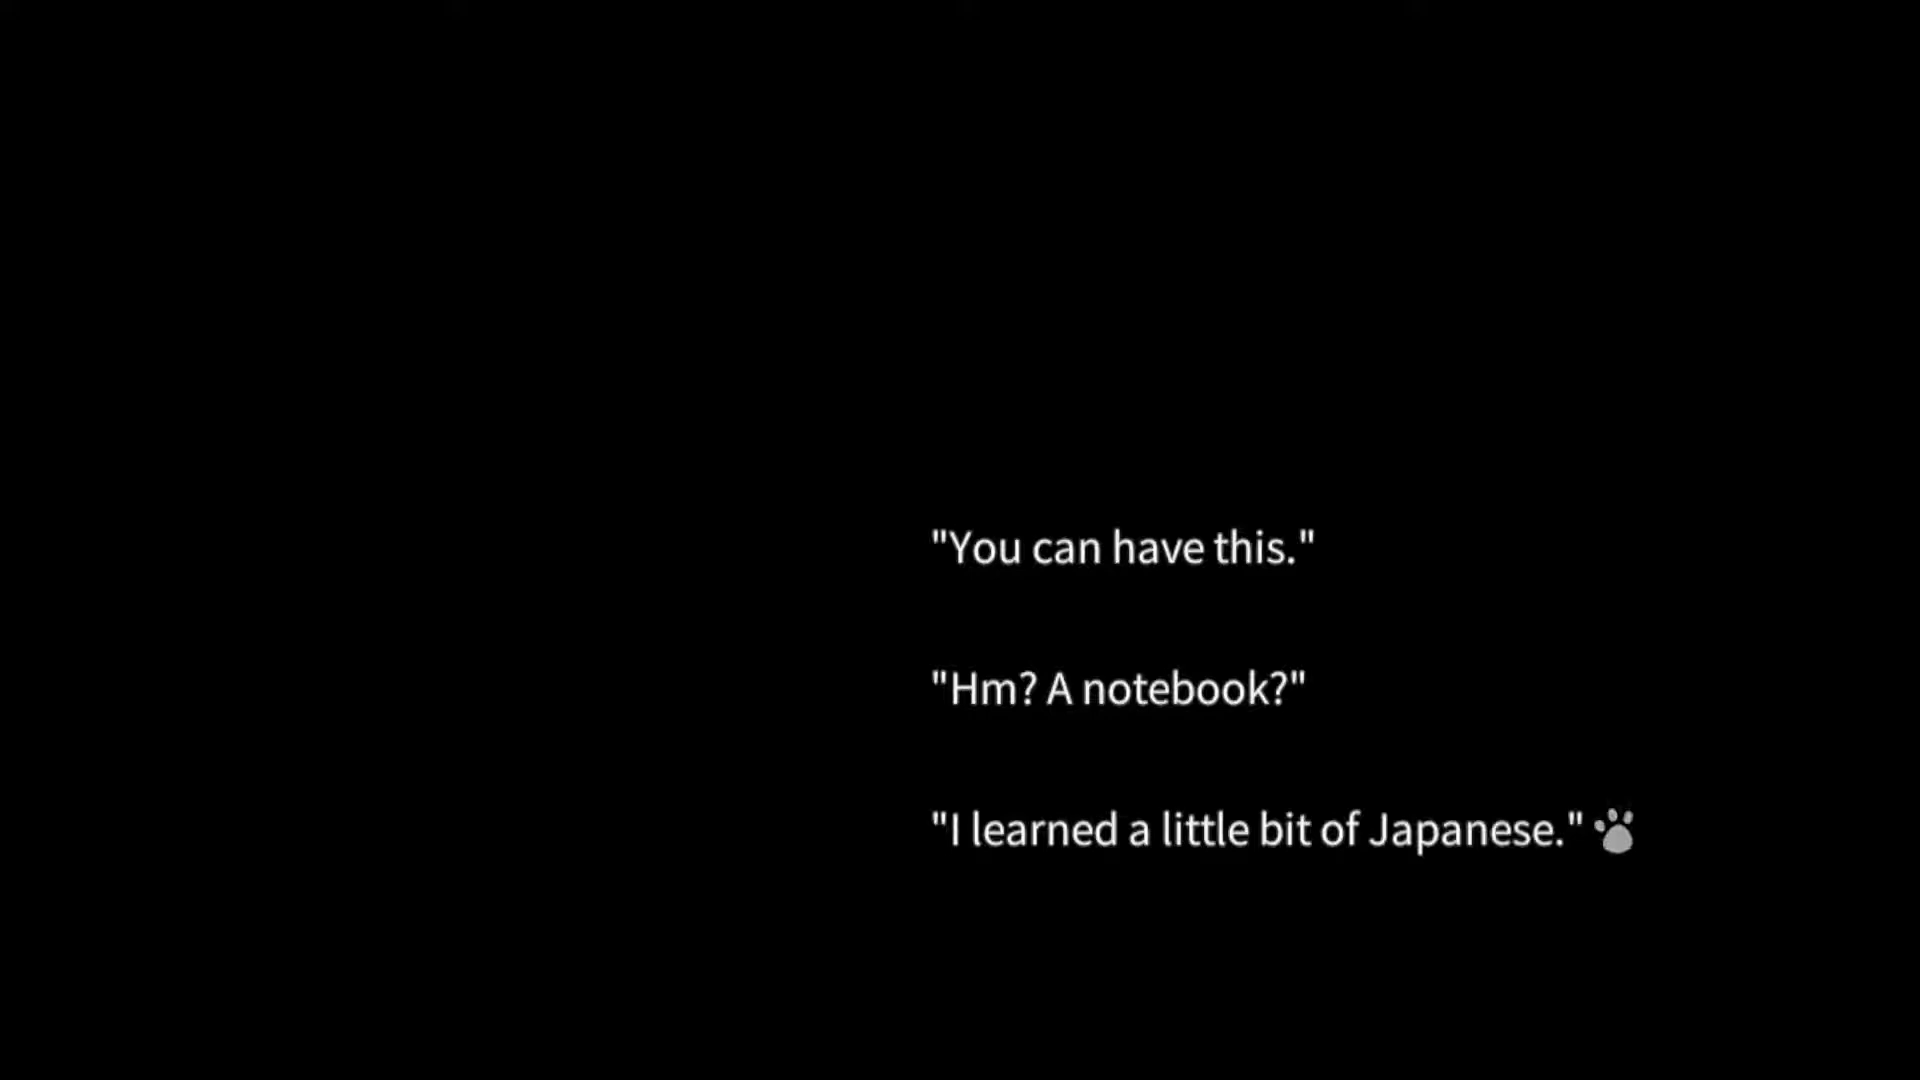 "You can have this."
"Hm? A notebook?"
"I learned a little bit of Japanese."